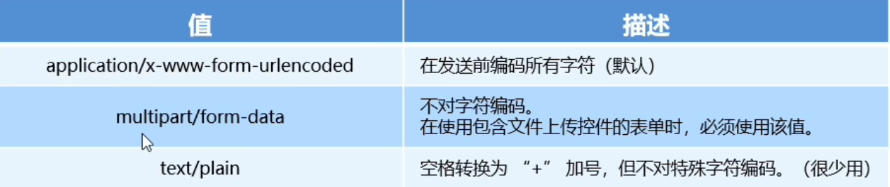 值 描述
application/x-www-form-urlencoded 在发送前编码所有字符（默认）
multipart/form-data 不对字符编码。
在使用包含文件上传控件的表单时，必须使用该值。
text/plain 空格转换为 “+” 加号，但不对特殊字符编码。（很少用）